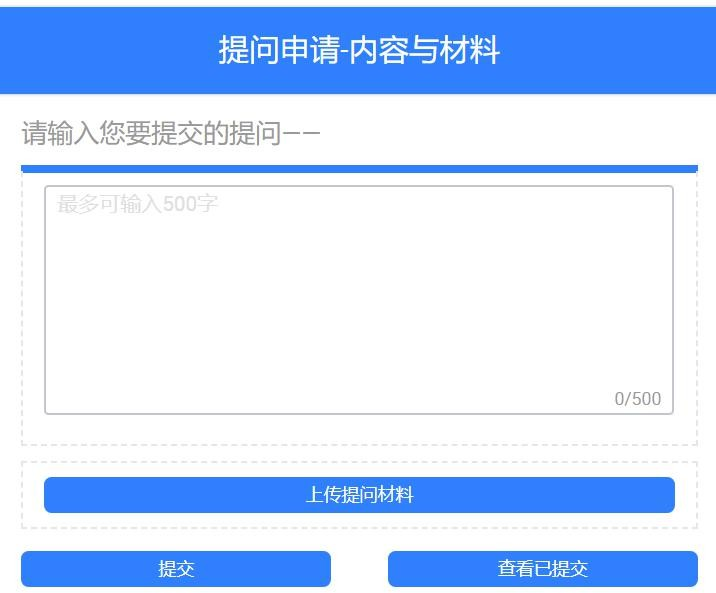 提问申请-内容与材料
请输入您要提交的提问——
最多可输入500字
0/500
上传提问材料
提交
查看已提交